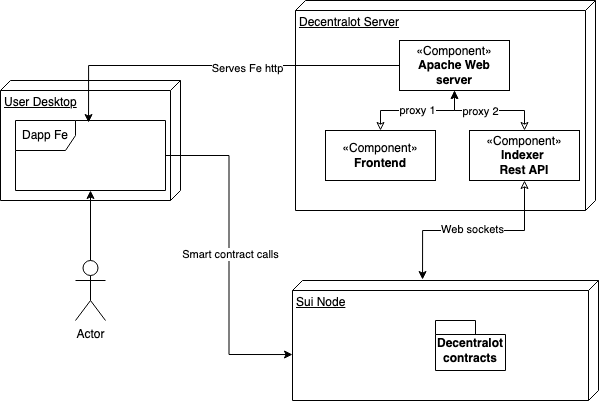 Decentralot Server
«Component»
Apache Web
server
Serves Fe http
proxy 1
proxy 2
«Component»
Frontend
«Component»
Indexer
Rest API
User Desktop
Dapp Fe
Web sockets
Smart contract calls
Actor
Sui Node
Decentralot
contracts